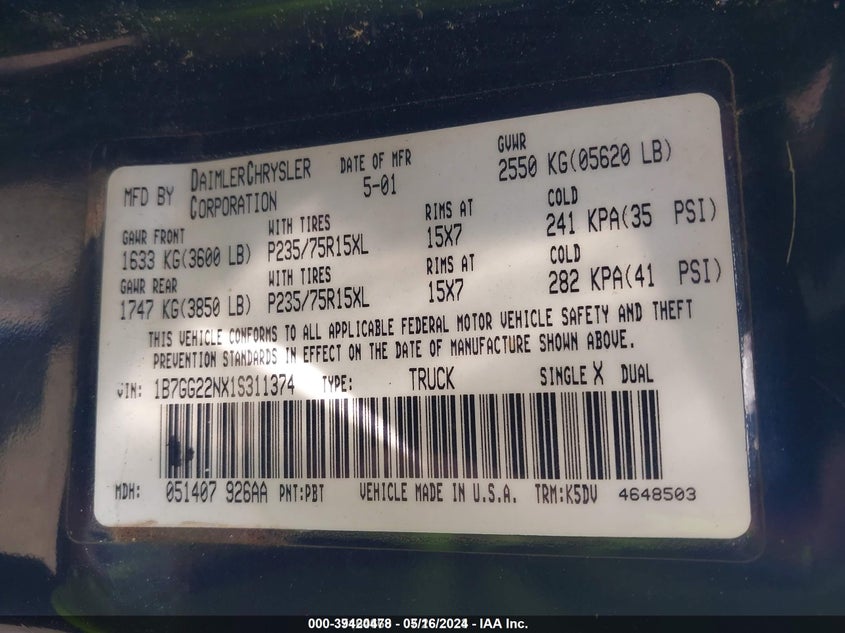 MFD BY DAIMLERCHRYSLER CORPORATION DATE OF MFR 5-01 GVWR 2550 KG(05620 LB)
GAWR FRONT WITH TIRES RIMS AT COLD
1633 KG(3600 LB) P235/75R15XL 15X7 241 KPA(35 PSI)
GAWR REAR WITH TIRES RIMS AT COLD
1747 KG(3850 LB) P235/75R15XL 15X7 282 KPA(41 PSI)
THIS VEHICLE CONFORMS TO ALL APPLICABLE FEDERAL MOTOR VEHICLE SAFETY AND THEFT
PREVENTION STANDARDS IN EFFECT ON THE DATE OF MANUFACTURE SHOWN ABOVE.
VIN: 1B7GG22NX1S311374 TYPE: TRUCK SINGLE X DUAL
MDH: 051407 926AA PNT:PBT VEHICLE MADE IN U.S.A. TRM:K5DV 4648503
05/16/2024 - IAA Inc.